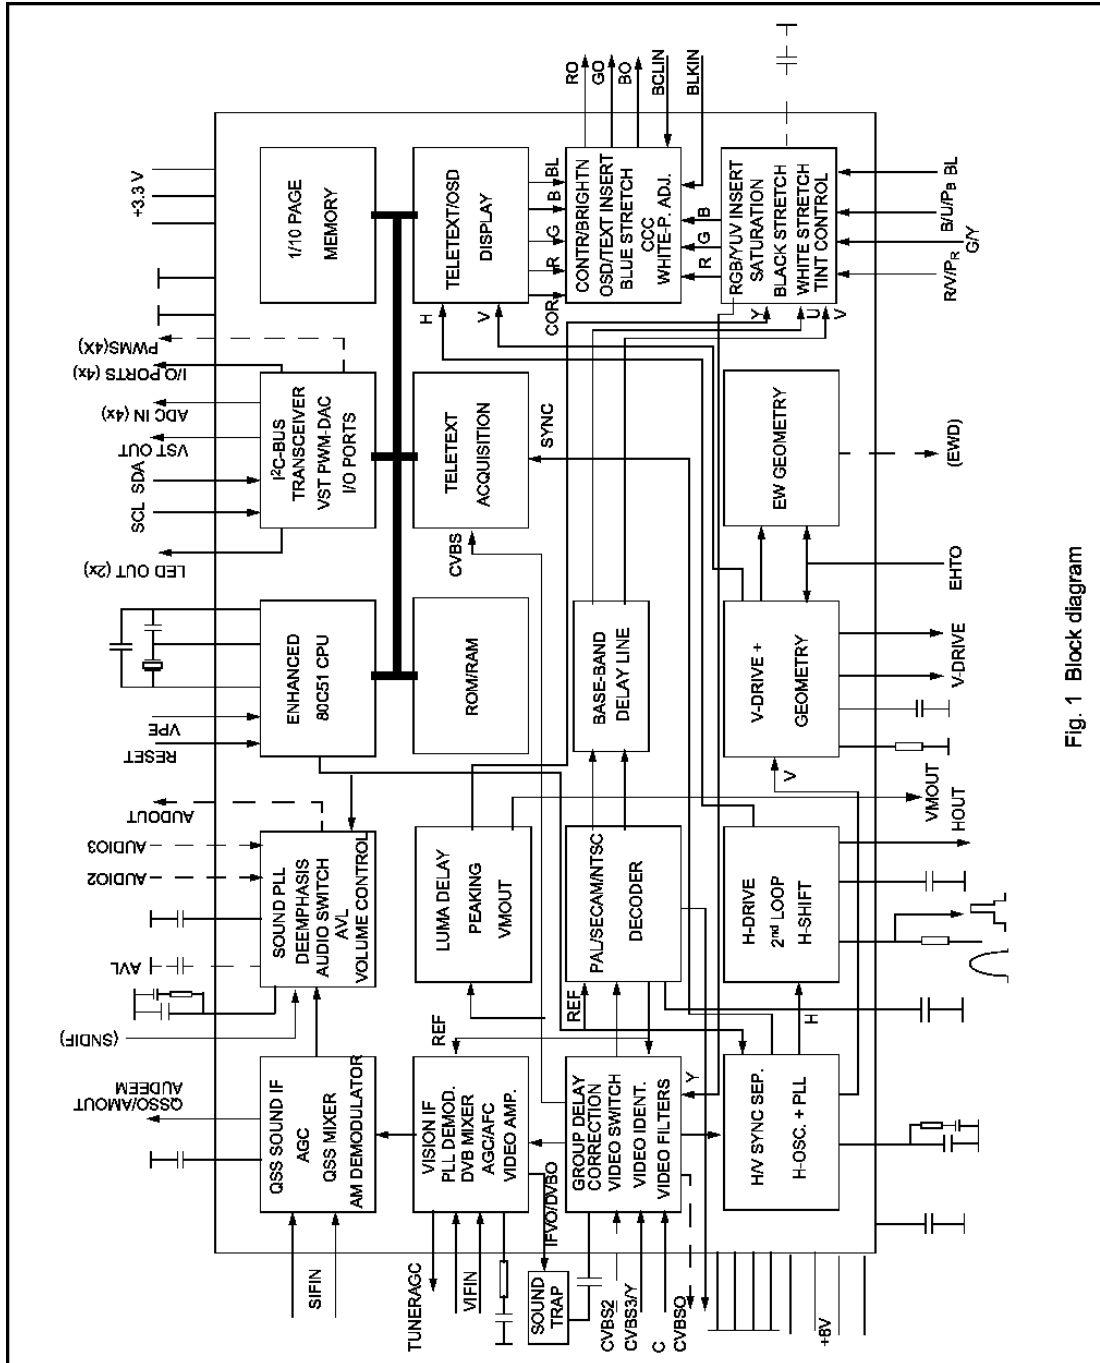 +3.3 V
PWMS(4X)
I/O PORTS (4x)
ADC IN (4x)
VST OUT
SCL SDA
LED OUT (2x)
VPE
RESET
AUDOUT
AUDIO3
AUDIO2
AVL
(SNDIF)
QSSO/AMOUT
AUDEEM
QSS SOUND IF
AGC
QSS MIXER
AM DEMODULATOR
SOUND PLL
DEEMPHASIS
AUDIO SWITCH
AVL
VOLUME CONTROL
ENHANCED
80C51 CPU
I²C-BUS
TRANSCEIVER
VST PWM-DAC
I/O PORTS
1/10 PAGE
MEMORY
SIFIN
TUNERAGC
VIFIN
VISION IF
PLL DEMOD.
DVB MIXER
AGC/AFC
VIDEO AMP.
REF
LUMA DELAY
PEAKING
VMOUT
ROM/RAM
CVBS
TELETEXT
ACQUISITION
SYNC
TELETEXT/OSD
DISPLAY
H
V
COR
R
G
B
BL
IFVO/DVBO
SOUND
TRAP
CVBS2
CVBS3/Y
C
CVBSO
GROUP DELAY
CORRECTION
VIDEO SWITCH
VIDEO IDENT.
VIDEO FILTERS
REF
Y
PAL/SECAM/NTSC
DECODER
BASE-BAND
DELAY LINE
CONTR/BRIGHTN
OSD/TEXT INSERT
BLUE STRETCH
CCC
WHITE-P. ADJ.
RO
GO
BO
BCLIN
BLKIN
R
G
B
Y
U
V
RGB/YUV INSERT
SATURATION
BLACK STRETCH
WHITE STRETCH
TINT CONTROL
H/V SYNC SEP.
H-OSC. + PLL
H
H-DRIVE
2nd LOOP
H-SHIFT
V
V-DRIVE +
GEOMETRY
EW GEOMETRY
+8V
VMOUT
HOUT
V-DRIVE
EHTO
(EWD)
R/V/PR
G/Y
B/U/PB
BL
Fig. 1 Block diagram